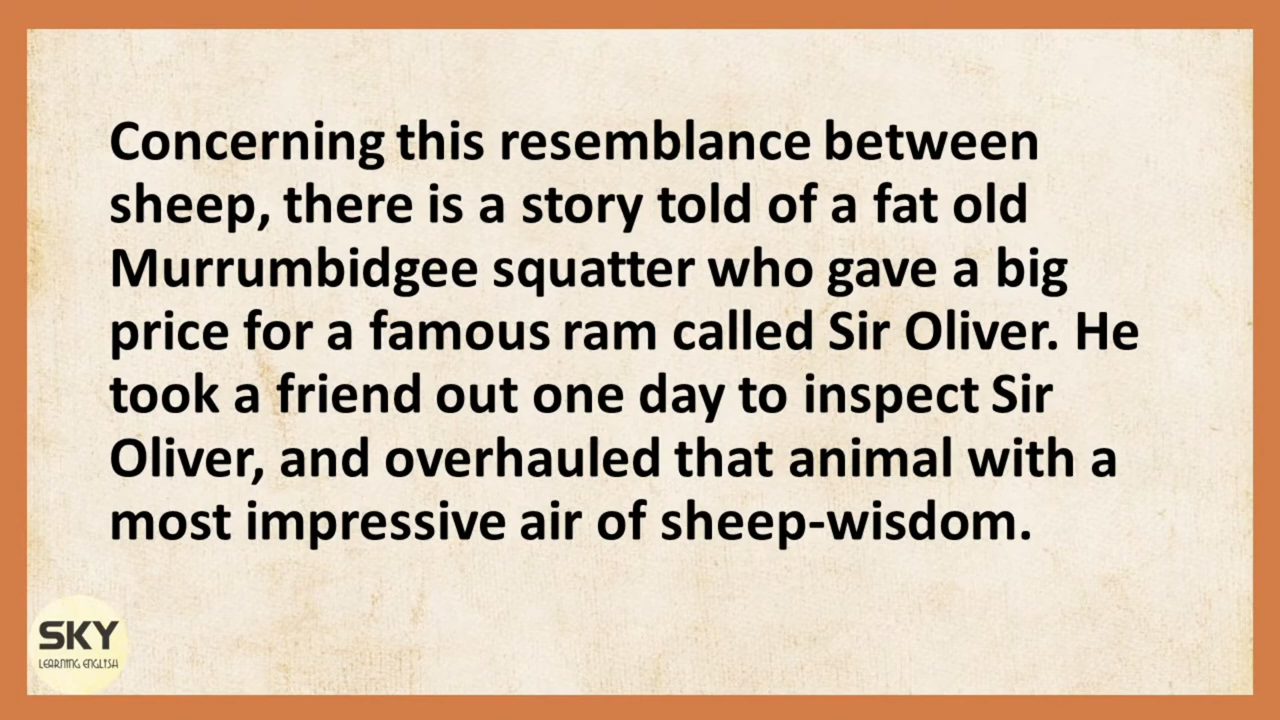 Concerning this resemblance between
sheep, there is a story told of a fat old
Murrumbidgee squatter who gave a big
price for a famous ram called Sir Oliver. He
took a friend out one day to inspect Sir
Oliver, and overhauled that animal with a
most impressive air of sheep-wisdom.
SKY
LEARNING ENGLISH